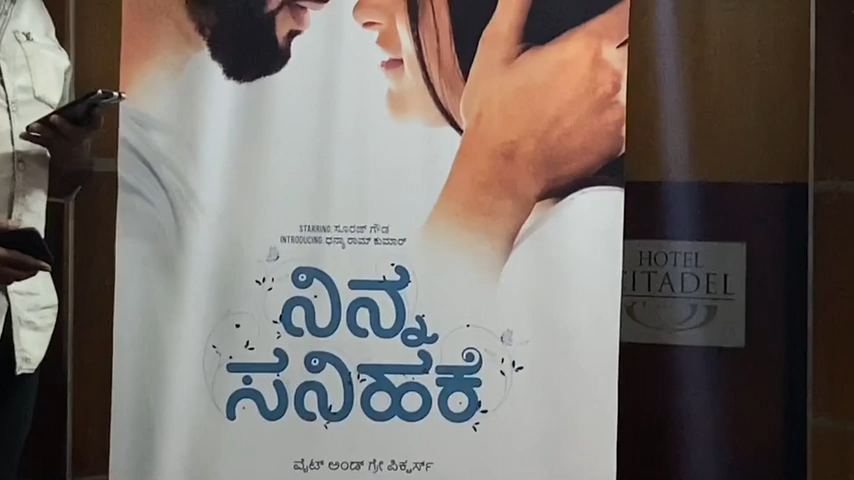 STARRING ಸೂರಜ್ ಗೌಡ
INTRODUCING ಧನ್ಯಾ ರಾಮ್ ಕುಮಾರ್
ನಿನ್ನ
ಸನಿಹಕೆ
ವೈಟ್ ಅಂಡ್ ಗ್ರೇ ಪಿಕ್ಚರ್ಸ್
HOTEL
CITADEL